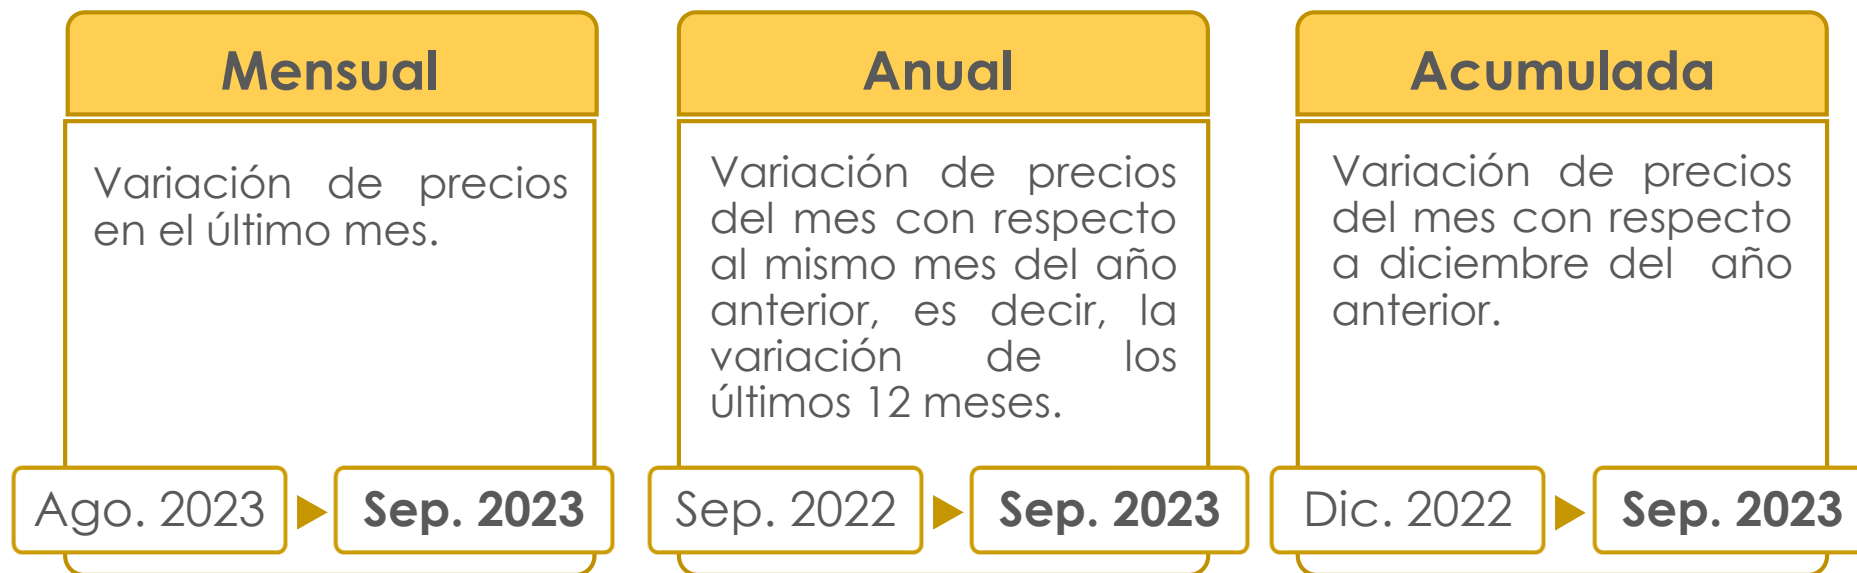 Mensual
Variación de precios
en el último mes.
Ago. 2023
Sep. 2023
Anual
Variación de precios
del mes con respecto
al mismo mes del año
anterior, es decir, la
variación de los
últimos 12 meses.
Sep. 2022
Sep. 2023
Acumulada
Variación de precios
del mes con respecto
a diciembre del año
anterior.
Dic. 2022
Sep. 2023